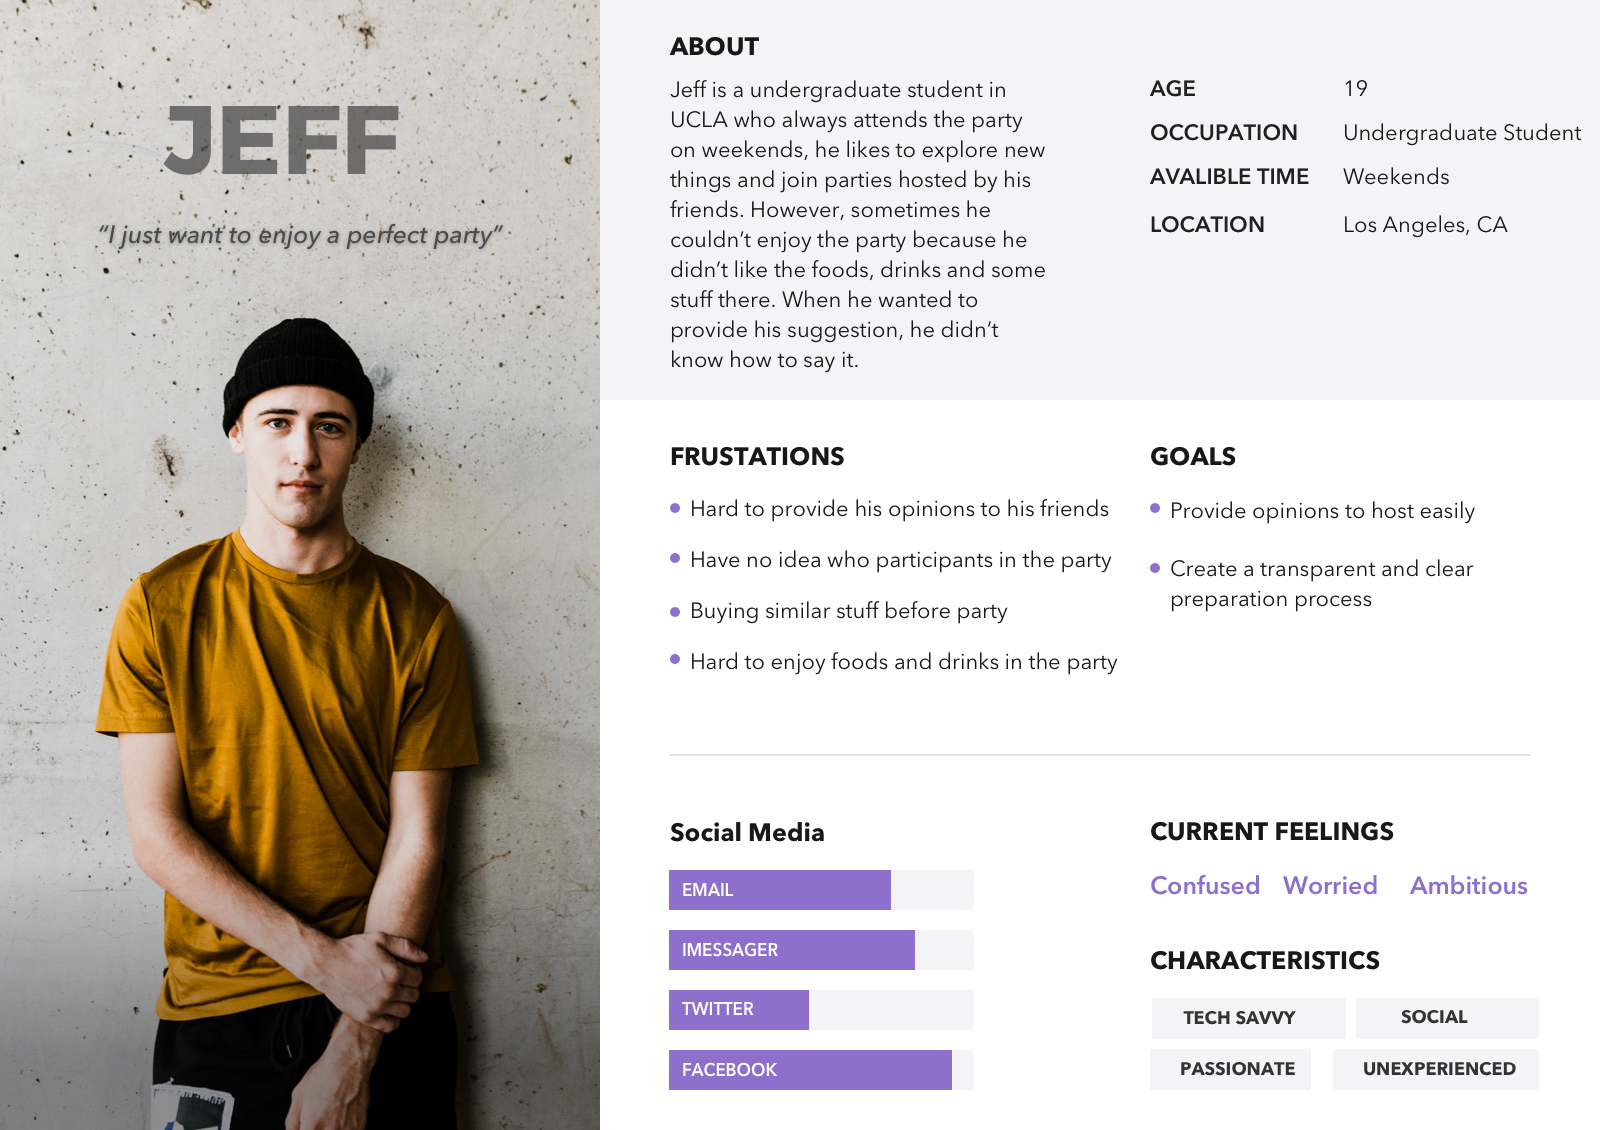 JEFF
“I just want to enjoy a perfect party”
ABOUT
Jeff is a undergraduate student in
UCLA who always attends the party
on weekends, he likes to explore new
things and join parties hosted by his
friends. However, sometimes he
couldn’t enjoy the party because he
didn’t like the foods, drinks and some
stuff there. When he wanted to
provide his suggestion, he didn’t
know how to say it.
AGE 19
OCCUPATION Undergraduate Student
AVALIBLE TIME Weekends
LOCATION Los Angeles, CA
FRUSTATIONS
Hard to provide his opinions to his friends
Have no idea who participants in the party
Buying similar stuff before party
Hard to enjoy foods and drinks in the party
GOALS
Provide opinions to host easily
Create a transparent and clear
preparation process
Social Media
EMAIL
IMESSAGER
TWITTER
FACEBOOK
CURRENT FEELINGS
Confused Worried Ambitious
CHARACTERISTICS
TECH SAVVY SOCIAL
PASSIONATE UNEXPERIENCED